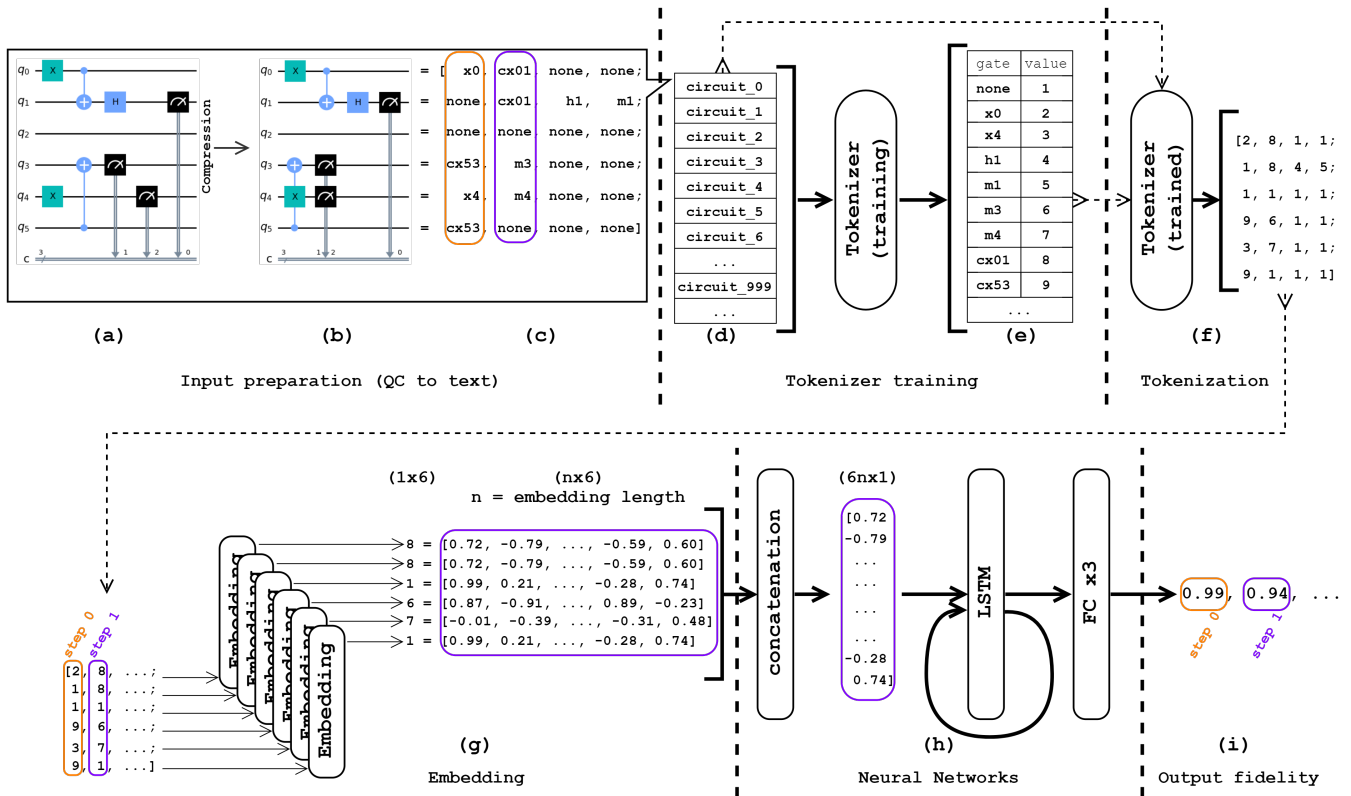 q0 X
q1 H
q2
q3
q4 X
q5
c 3 1 2 0
Compression
q0 X
q1 H
q2
q3
q4 X
q5
c 3 1 2 0
= [ x0, cx01, none, none;
= none, cx01, h1, m1;
= none, none, none, none;
= cx53, m3, none, none;
= x4, m4, none, none;
= cx53, none, none, none]
(a)
(b)
(c)
Input preparation (QC to text)
circuit_0
circuit_1
circuit_2
circuit_3
circuit_4
circuit_5
circuit_6
...
circuit_999
...
(d)
Tokenizer
(training)
gate value
none 1
x0 2
x4 3
h1 4
m1 5
m3 6
m4 7
cx01 8
cx53 9
...
(e)
Tokenizer training
Tokenizer
(trained)
[2, 8, 1, 1;
1, 8, 4, 5;
1, 1, 1, 1;
9, 6, 1, 1;
3, 7, 1, 1;
9, 1, 1, 1]
(f)
Tokenization
step 0
step 1
[2, 8, ...;
1, 8, ...;
1, 1, ...;
9, 6, ...;
3, 7, ...;
9, 1, ...]
Embedding
Embedding
Embedding
Embedding
Embedding
Embedding
(1x6)
(nx6)
n = embedding length
8 = [0.72, -0.79, ..., -0.59, 0.60]
8 = [0.72, -0.79, ..., -0.59, 0.60]
1 = [0.99, 0.21, ..., -0.28, 0.74]
6 = [0.87, -0.91, ..., 0.89, -0.23]
7 = [-0.01, -0.39, ..., -0.31, 0.48]
1 = [0.99, 0.21, ..., -0.28, 0.74]
(g)
Embedding
concatenation
(6nx1)
[0.72
-0.79
...
...
...
...
-0.28
0.74]
LSTM
FC x3
(h)
Neural Networks
0.99, 0.94, ...
step 0
step 1
(i)
Output fidelity